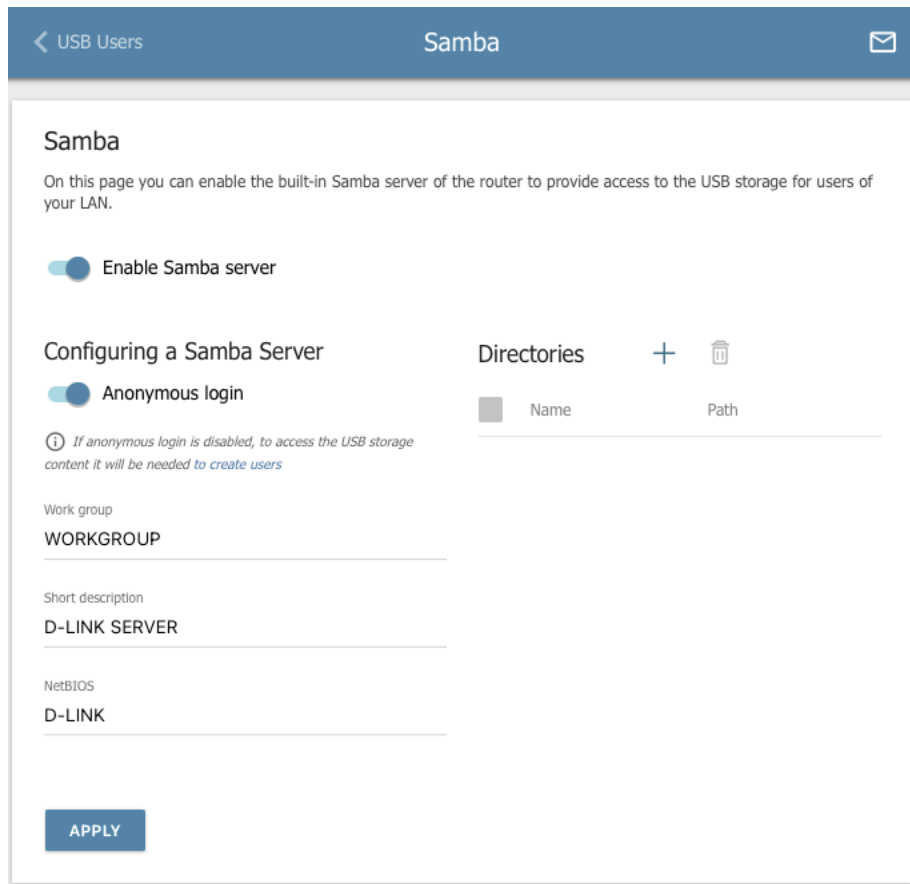 USB Users
Samba
Samba
On this page you can enable the built-in Samba server of the router to provide access to the USB storage for users of
your LAN.
Enable Samba server
Configuring a Samba Server
Anonymous login
If anonymous login is disabled, to access the USB storage
content it will be needed to create users
Work group
WORKGROUP
Short description
D-LINK SERVER
NetBIOS
D-LINK
APPLY
Directories
Name Path